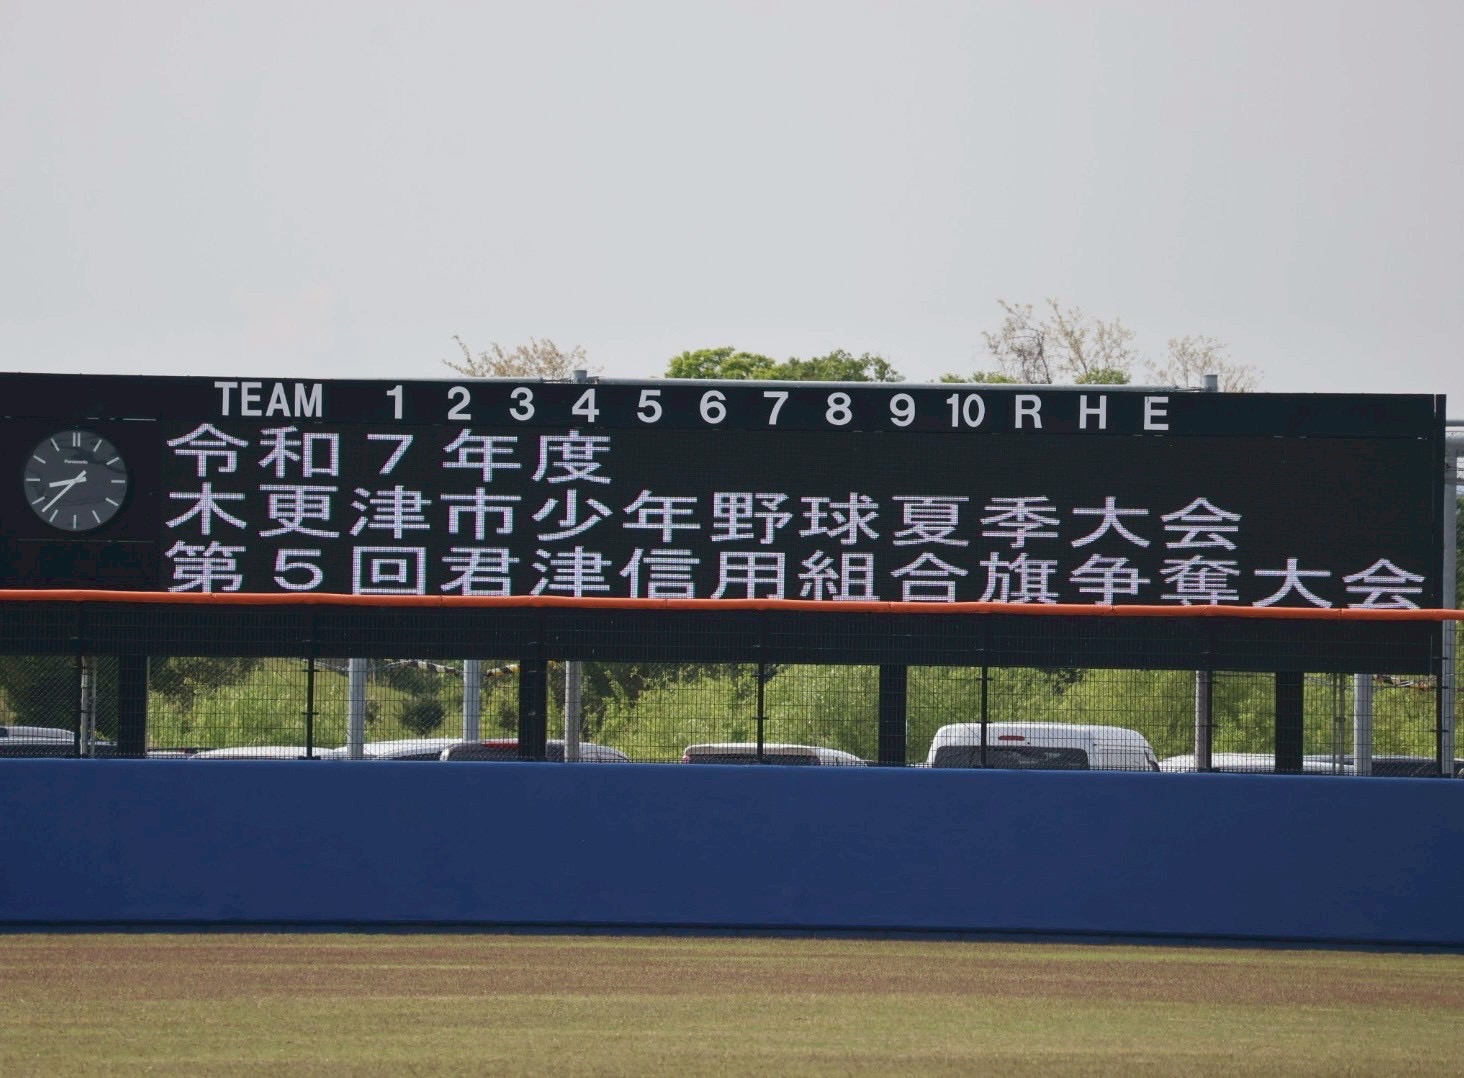 TEAM 1 2 3 4 5 6 7 8 9 10 R H E
Panasonic
令和7年度
木更津市少年野球夏季大会
第5回君津信用組合旗争奪大会